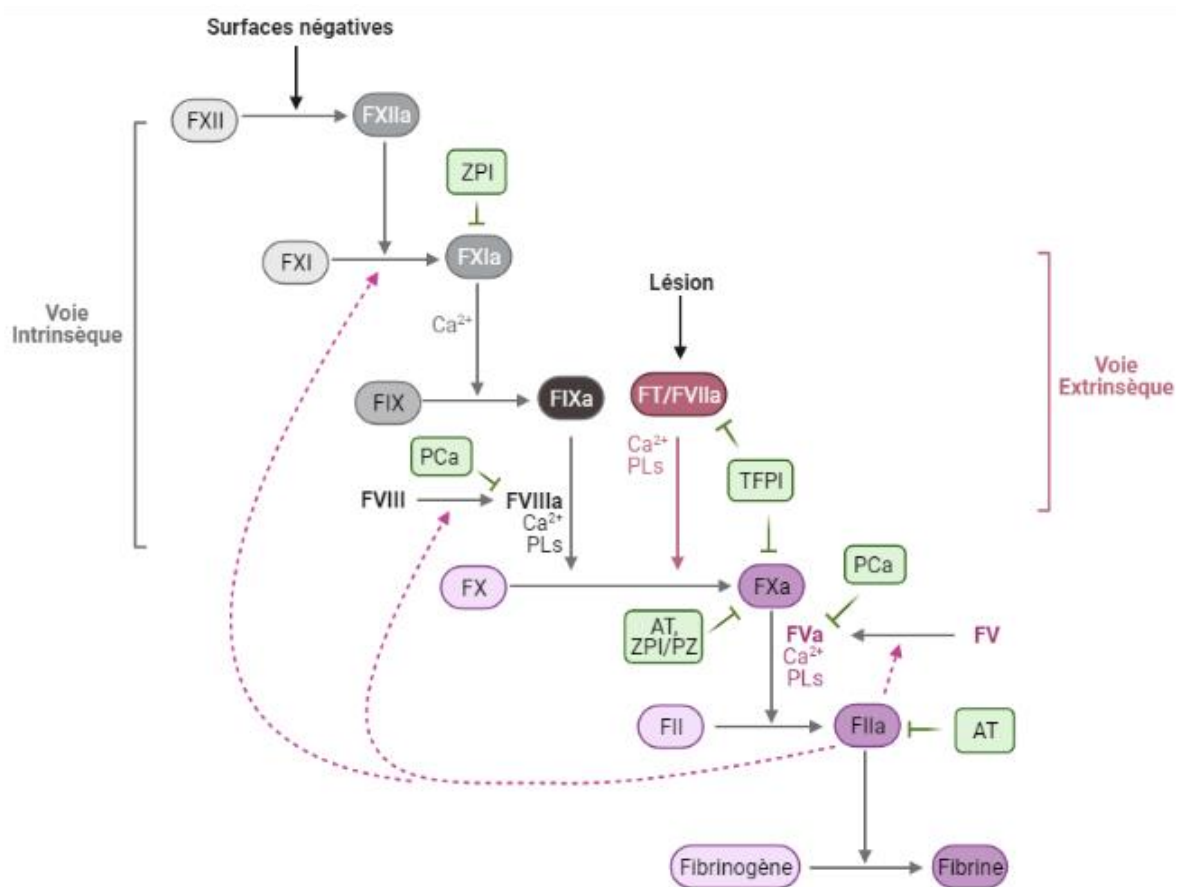 Surfaces négatives
FXII
FXIIa
ZPI
FXI
FXIa
Voie
Intrinsèque
Ca²⁺
Lésion
Voie
Extrinsèque
FIX
FIXa
FT/FVIIa
Ca²⁺
PLs
PCa
TFPI
FVIII
FVIIIa
Ca²⁺
PLs
FX
FXa
PCa
AT,
ZPI/PZ
FVa
Ca²⁺
PLs
FV
FII
FIIa
AT
Fibrinogène
Fibrine